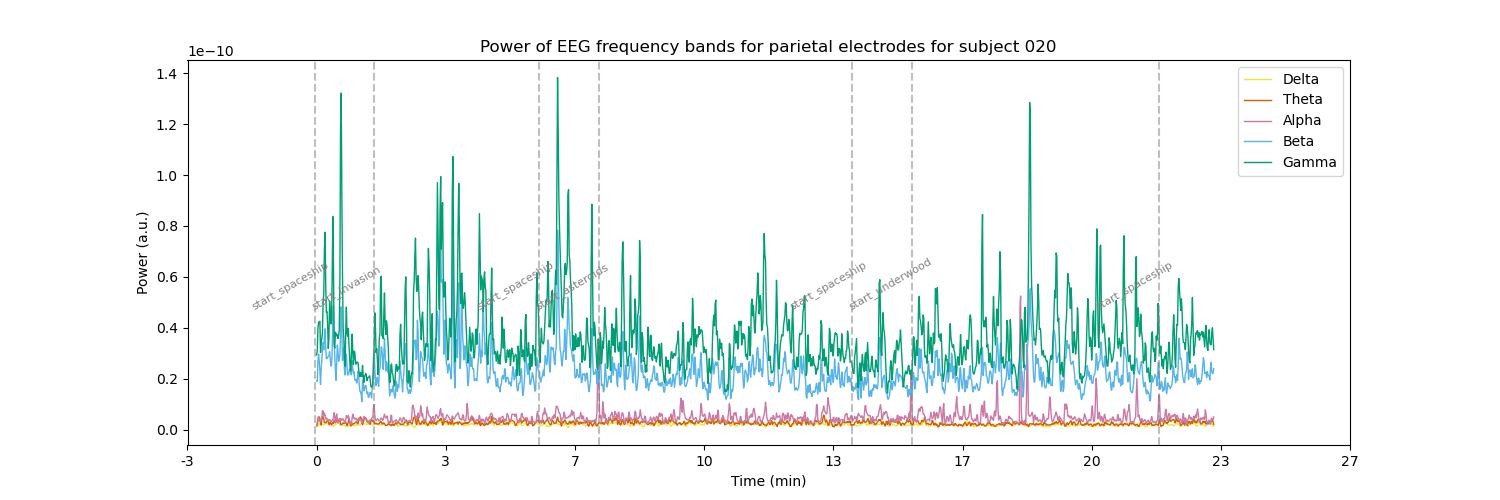 Power of EEG frequency bands for parietal electrodes for subject 020
1e−10
1.4
1.2
1.0
0.8
0.6
0.4
0.2
0.0
Power (a.u.)
start_spaceship
start_invasion
start_spaceship
start_asteroids
start_spaceship
start_underwood
start_spaceship
Delta
Theta
Alpha
Beta
Gamma
-3
0
3
7
10
13
17
20
23
27
Time (min)